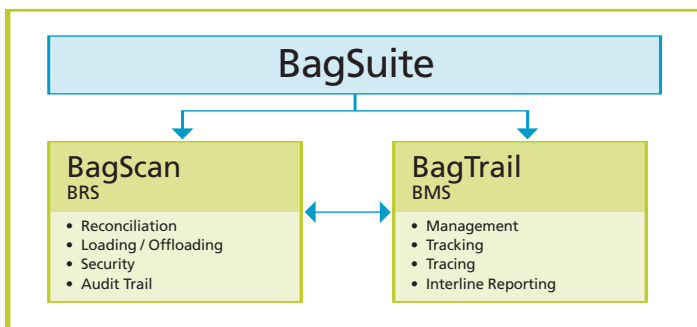 BagSuite
BagScan
BRS
• Reconciliation
• Loading / Offloading
• Security
• Audit Trail
BagTrail
BMS
• Management
• Tracking
• Tracing
• Interline Reporting